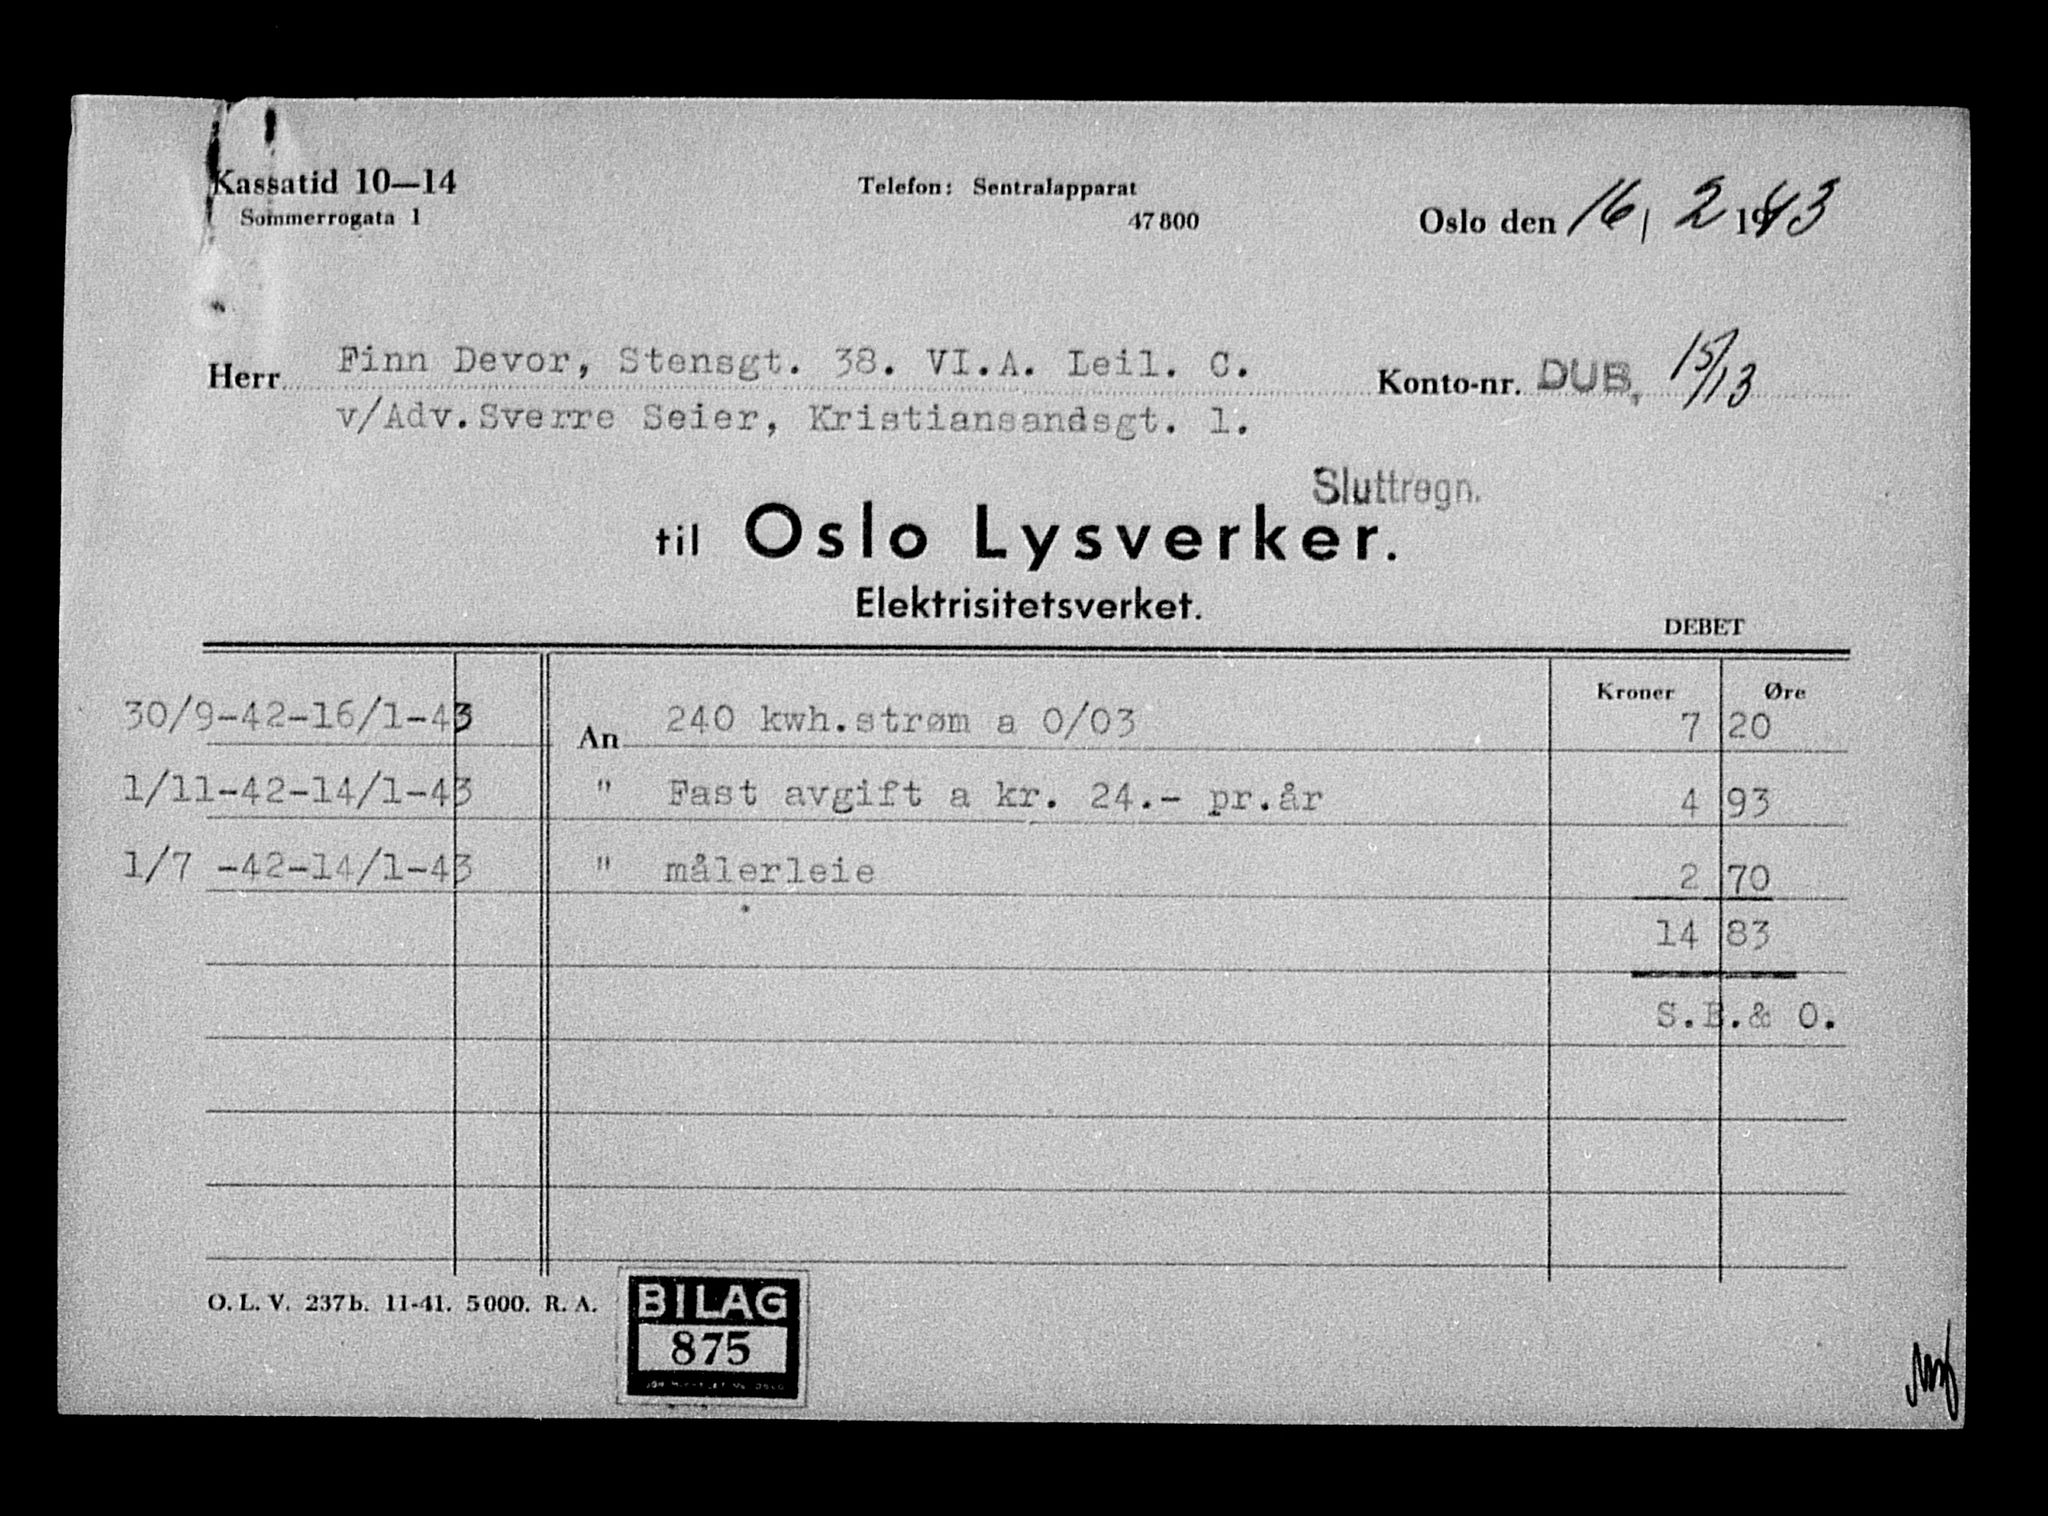 Kassatid 10—14
Sommerrogata 1
Telefon: Sentralapparat
47 800
Oslo den 16/ 2 1943
Herr Finn Devor, Stensgt. 38. VI.A. Leil. C.
v/Adv.Sverre Seier, Kristiansandsgt. 1.
Konto-nr. DUB, 15/13
Sluttregn.
til Oslo Lysverker.
Elektrisitetsverket.
DEBET
Kroner Øre
30/9-42-16/1-43 An 240 kwh.strøm a 0/03 7 20
1/11-42-14/1-43 " Fast avgift a kr. 24.- pr.år 4 93
1/7 -42-14/1-43 " målerleie 2 70
14 83
S.E.& O.
O. L. V. 237b. 11-41. 5000. R. A.
BILAG
875